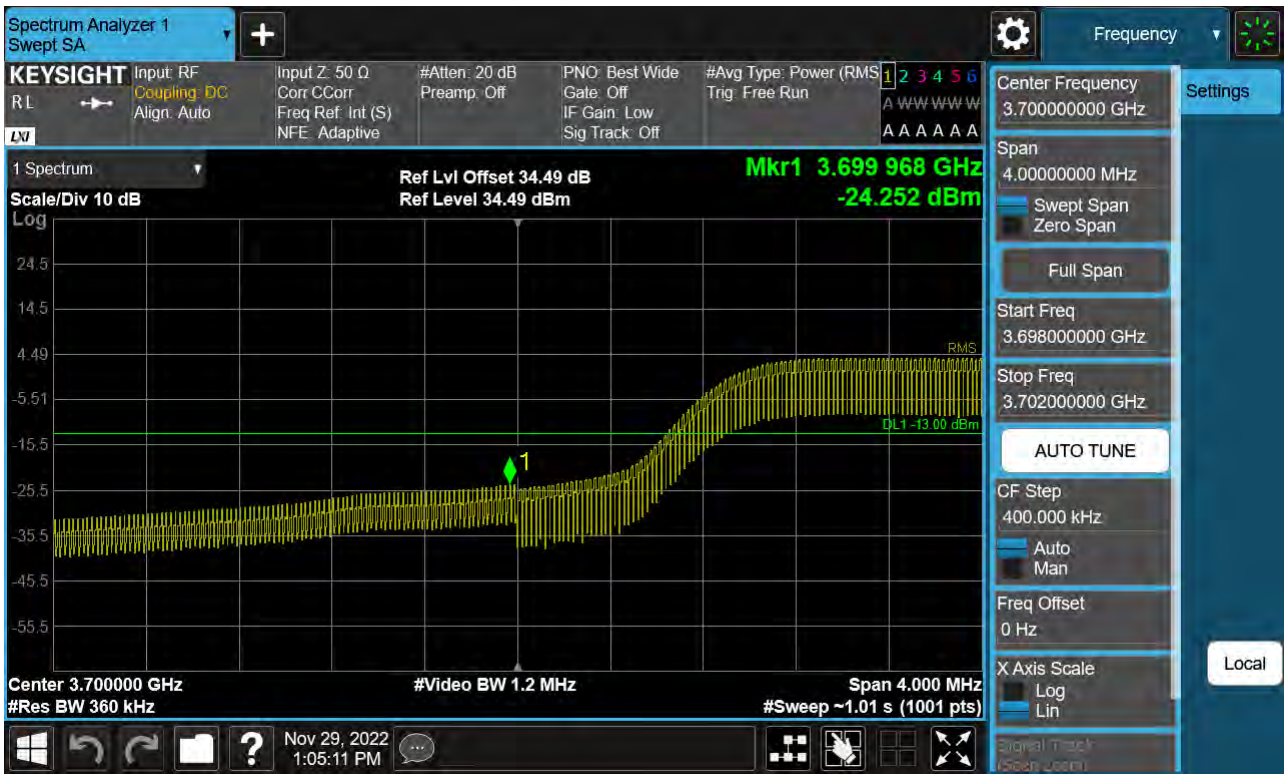 Spectrum Analyzer 1
Swept SA
+
Frequency
KEYSIGHT
RL
LXI
Input: RF
Coupling: DC
Align: Auto
Input Z: 50 Ω
Corr CCorr
Freq Ref: Int (S)
NFE: Adaptive
#Atten: 20 dB
Preamp: Off
PNO: Best Wide
Gate: Off
IF Gain: Low
Sig Track: Off
#Avg Type: Power (RMS
Trig: Free Run
1 2 3 4 5 6
A W W W W W
A A A A A A
1 Spectrum
Scale/Div 10 dB
Log
Ref Lvl Offset 34.49 dB
Ref Level 34.49 dBm
Mkr1 3.699 968 GHz
-24.252 dBm
24.5
14.5
4.49
-5.51
-15.5
-25.5
-35.5
-45.5
-55.5
RMS
DL1 -13.00 dBm
1
Center 3.700000 GHz
#Res BW 360 kHz
#Video BW 1.2 MHz
Span 4.000 MHz
#Sweep ~1.01 s (1001 pts)
Center Frequency
3.700000000 GHz
Span
4.00000000 MHz
Swept Span
Zero Span
Full Span
Start Freq
3.698000000 GHz
Stop Freq
3.702000000 GHz
AUTO TUNE
CF Step
400.000 kHz
Auto
Man
Freq Offset
0 Hz
X Axis Scale
Log
Lin
Signal Track
(Span Zoom)
Settings
Local
?
Nov 29, 2022
1:05:11 PM